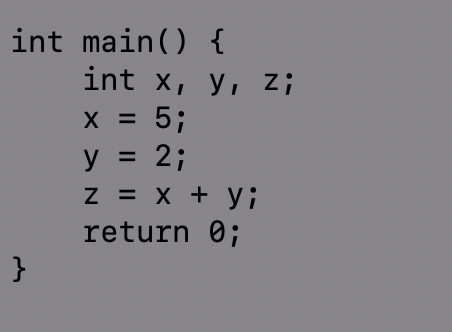 int main() {
    int x, y, z;
    x = 5;
    y = 2;
    z = x + y;
    return 0;
}